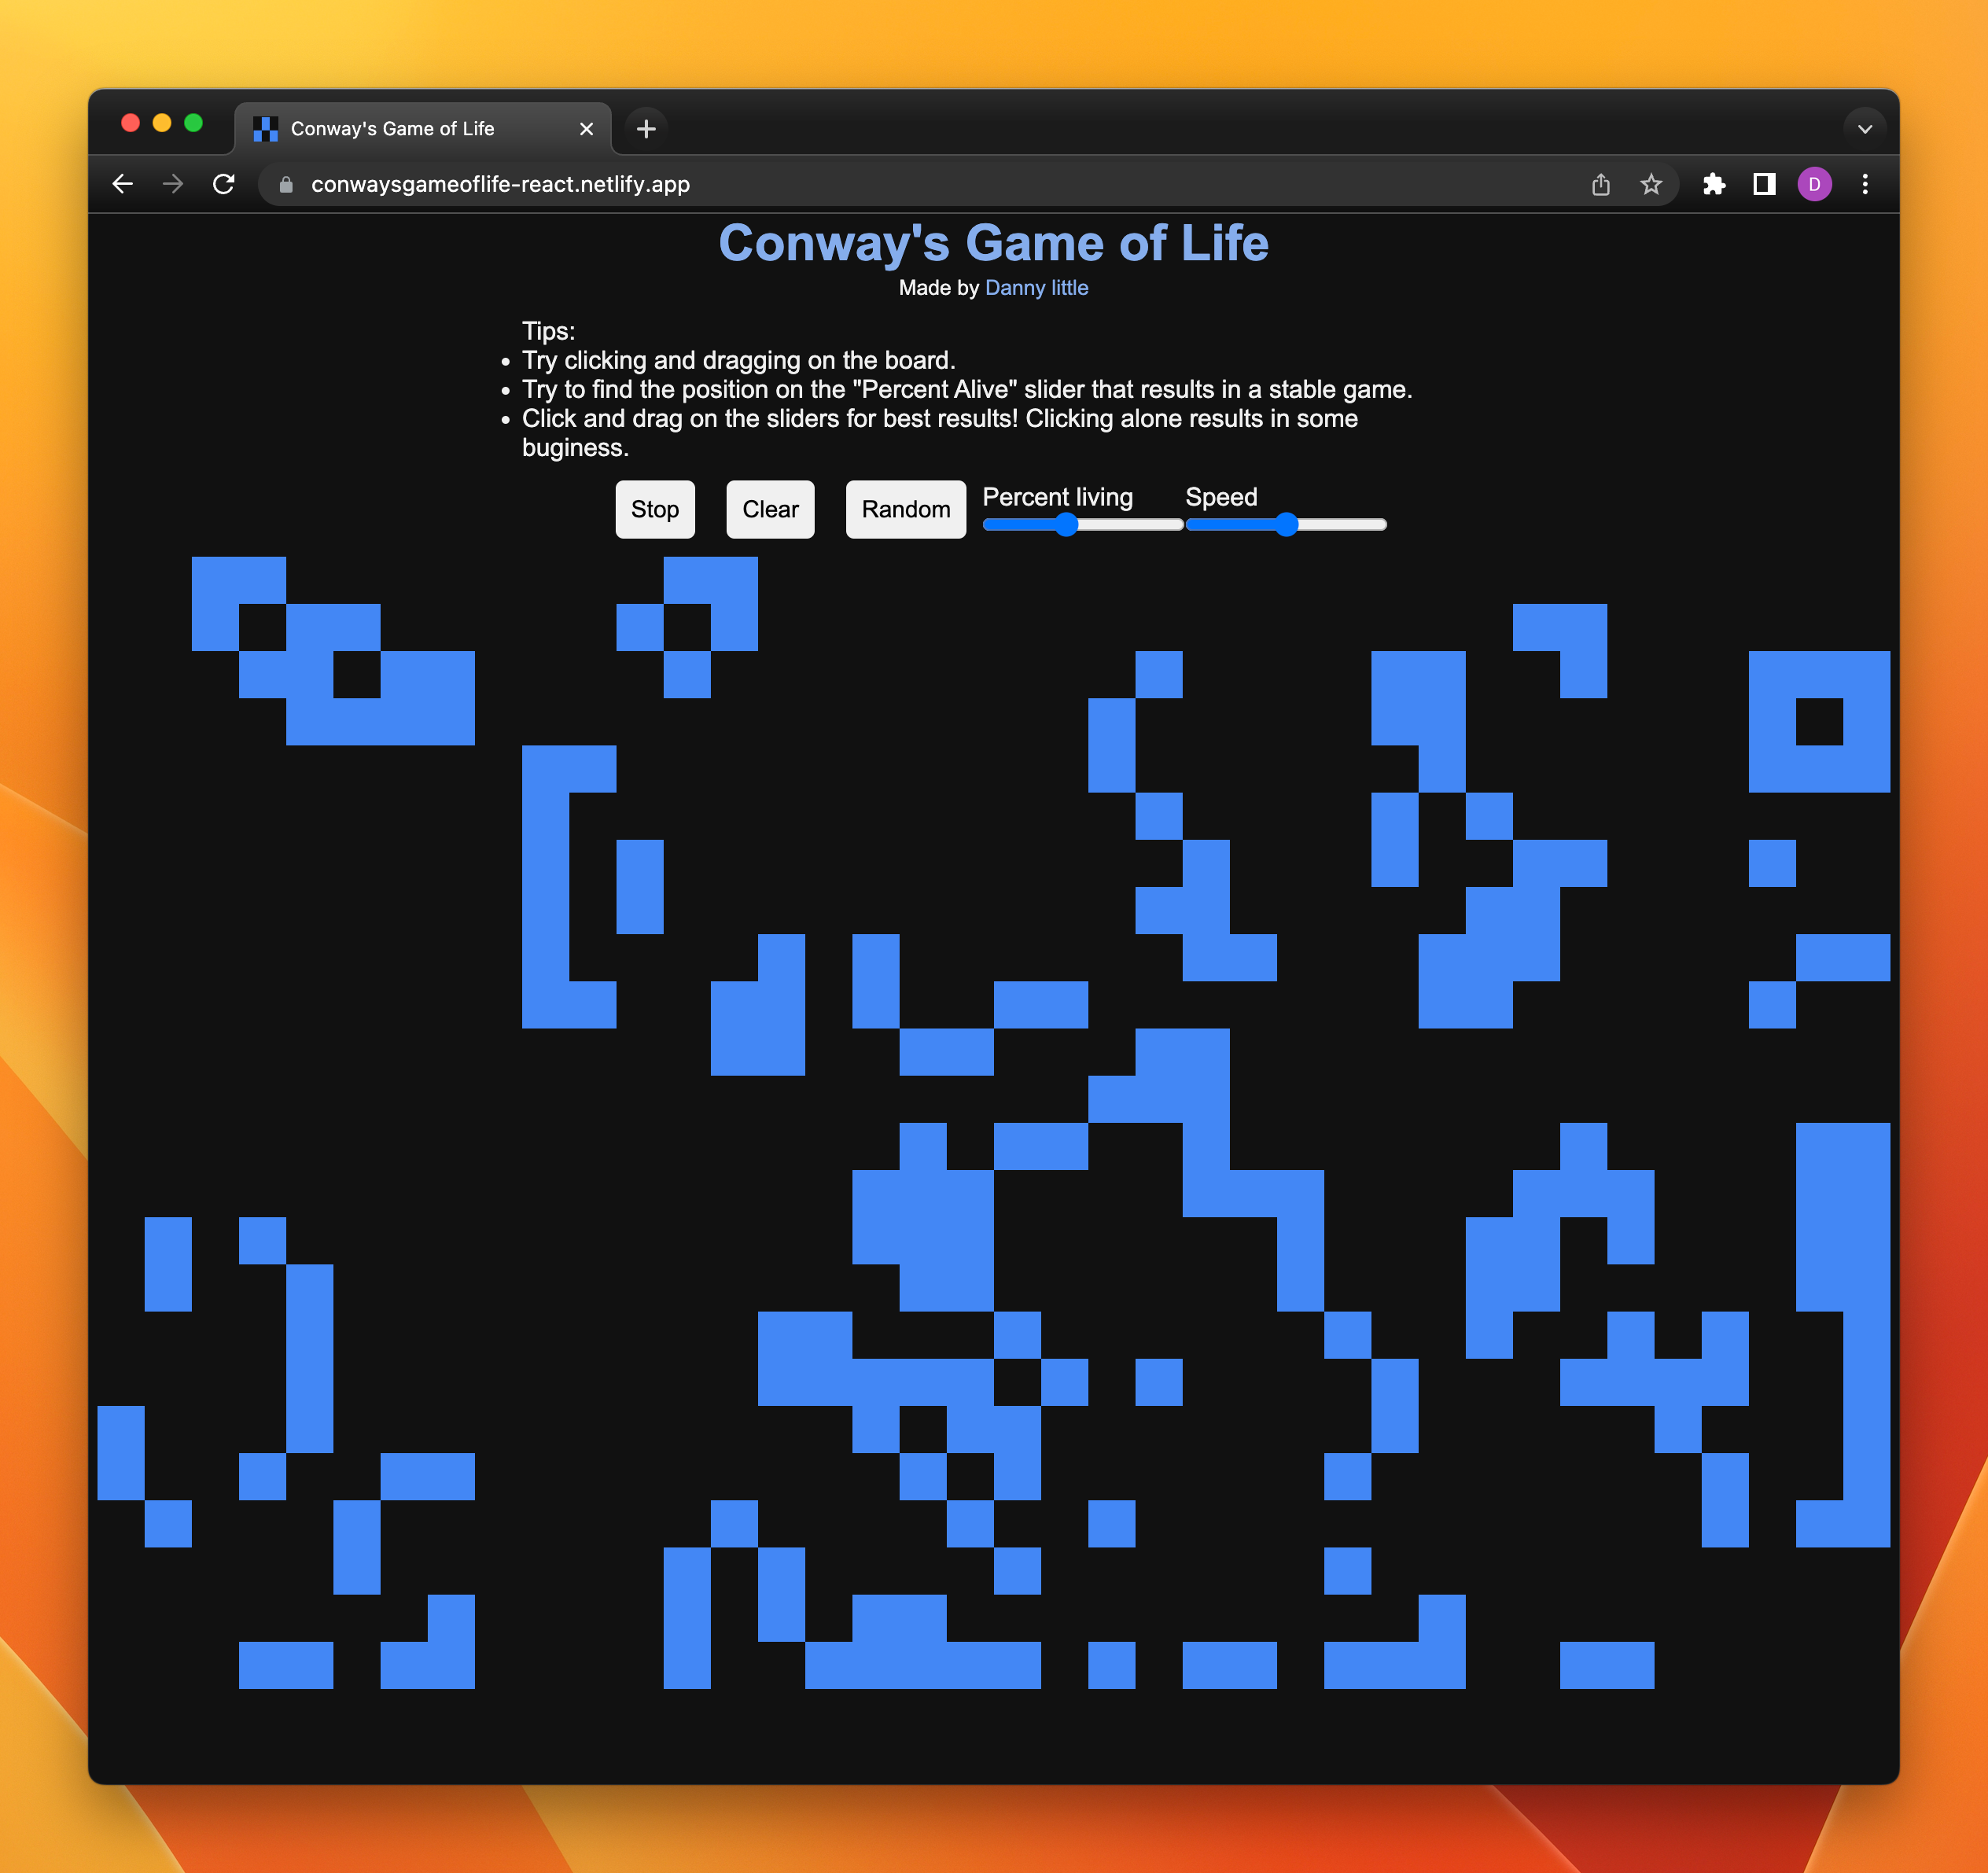 Conway's Game of Life
conwaysgameoflife-react.netlify.app
D
Conway's Game of Life
Made by Danny little
Tips:
Try clicking and dragging on the board.
Try to find the position on the "Percent Alive" slider that results in a stable game.
Click and drag on the sliders for best results! Clicking alone results in some
buginess.
Stop Clear Random Percent living Speed